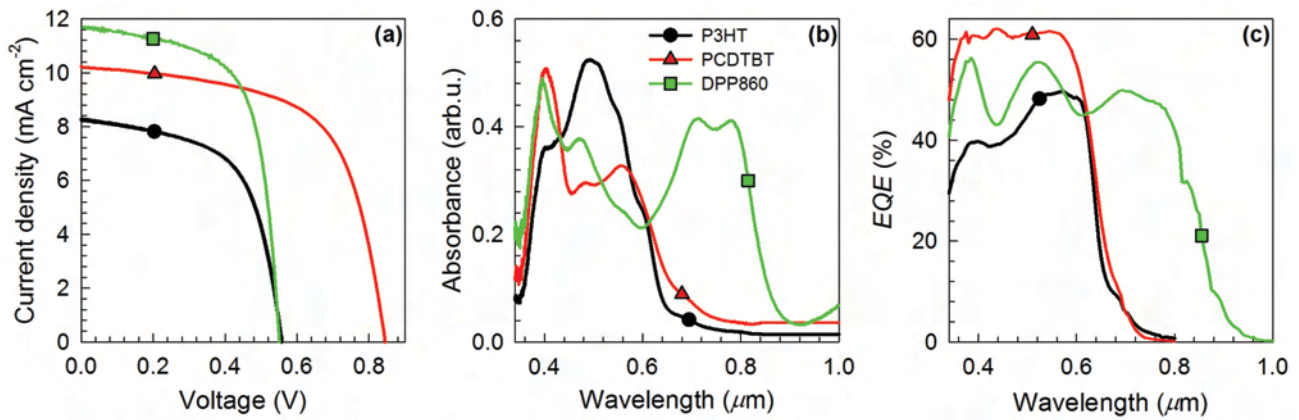 (a)
Current density (mA cm⁻²)
12
10
8
6
4
2
0
0.0 0.2 0.4 0.6 0.8
Voltage (V)
(b)
P3HT
PCDTBT
DPP860
Absorbance (arb.u.)
0.6
0.4
0.2
0.0
0.4 0.6 0.8 1.0
Wavelength (μm)
(c)
EQE (%)
60
40
20
0
0.4 0.6 0.8 1.0
Wavelength (μm)